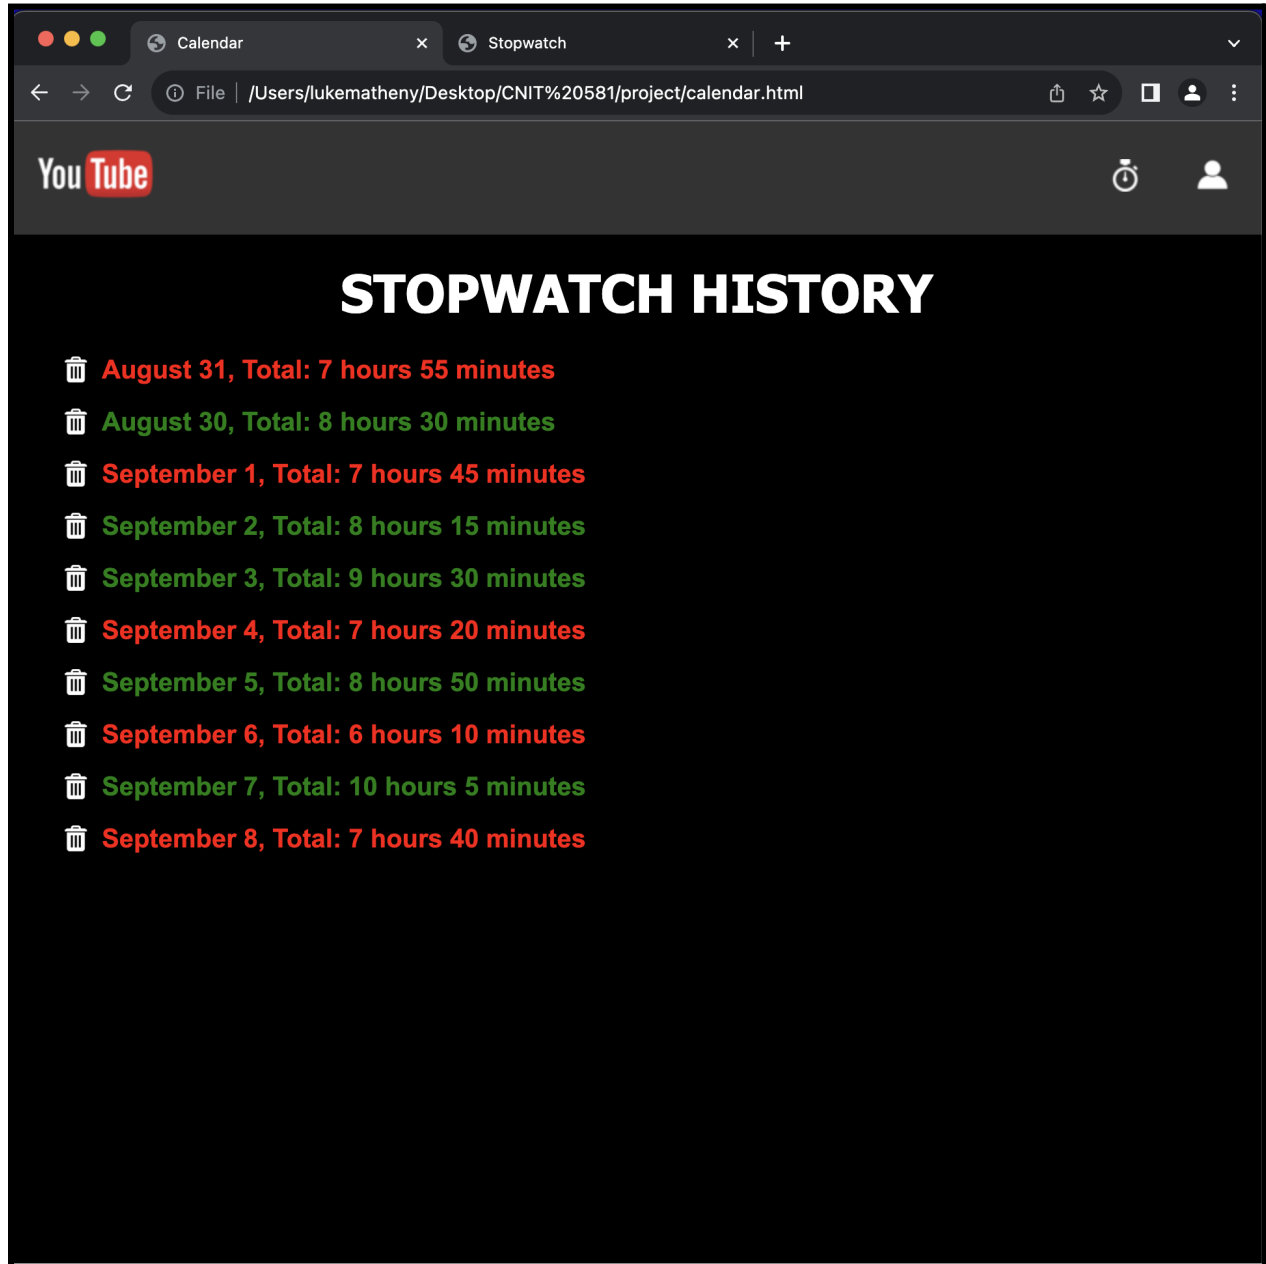 Calendar
Stopwatch
File
/Users/lukematheny/Desktop/CNIT%20581/project/calendar.html
YouTube
STOPWATCH HISTORY
August 31, Total: 7 hours 55 minutes
August 30, Total: 8 hours 30 minutes
September 1, Total: 7 hours 45 minutes
September 2, Total: 8 hours 15 minutes
September 3, Total: 9 hours 30 minutes
September 4, Total: 7 hours 20 minutes
September 5, Total: 8 hours 50 minutes
September 6, Total: 6 hours 10 minutes
September 7, Total: 10 hours 5 minutes
September 8, Total: 7 hours 40 minutes